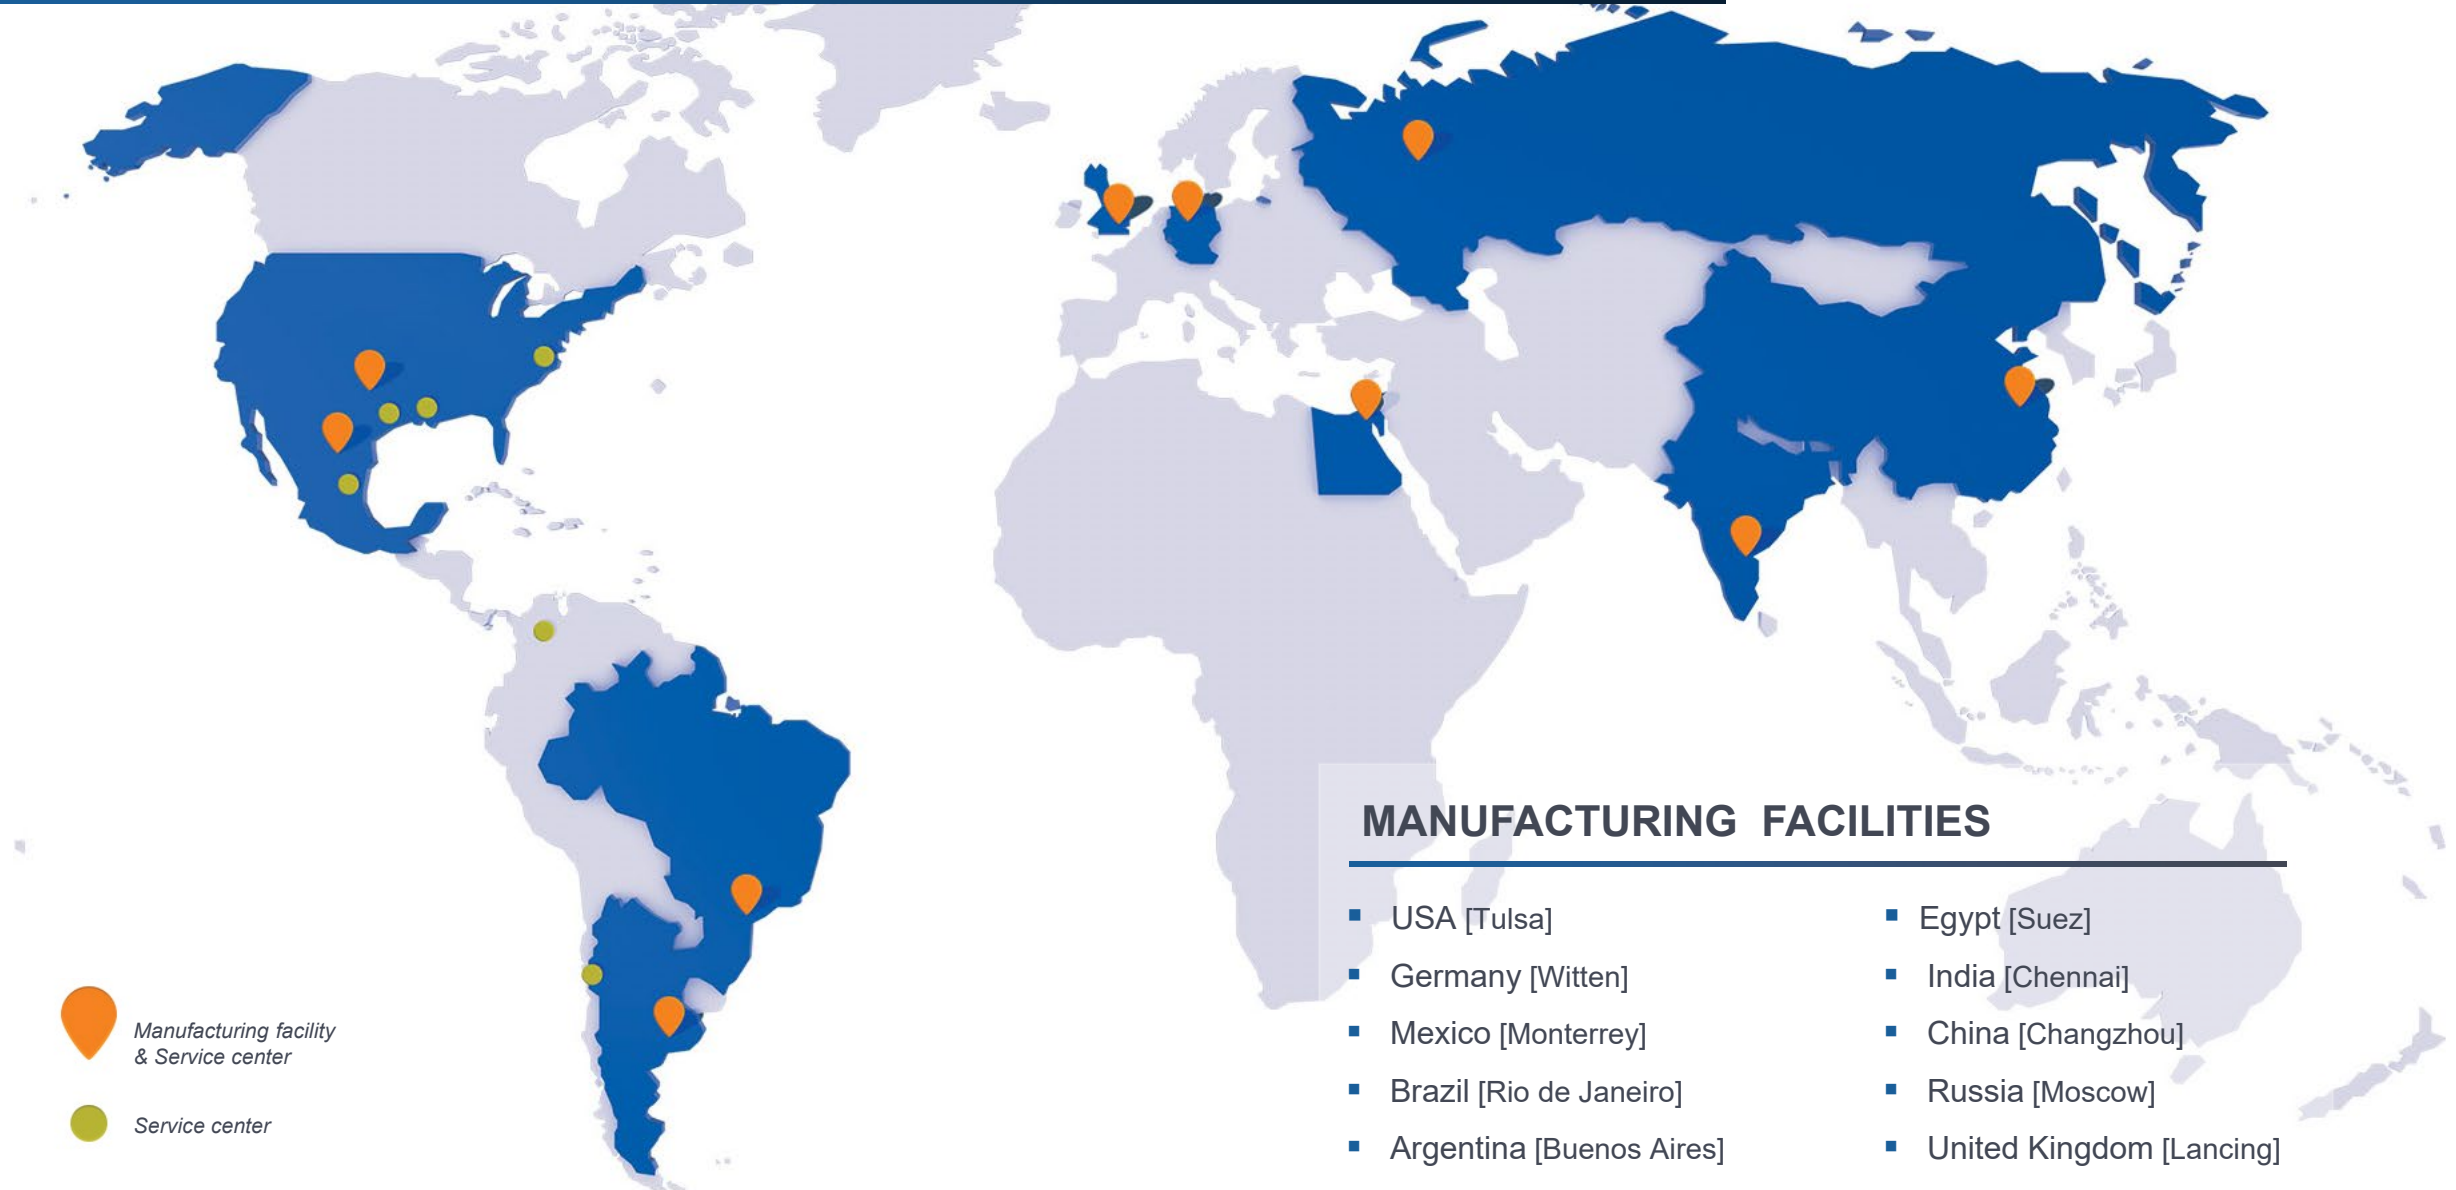 MANUFACTURING FACILITIES
USA [Tulsa]
Germany [Witten]
Mexico [Monterrey]
Brazil [Rio de Janeiro]
Argentina [Buenos Aires]
Egypt [Suez]
India [Chennai]
China [Changzhou]
Russia [Moscow]
United Kingdom [Lancing]
Manufacturing facility
& Service center
Service center